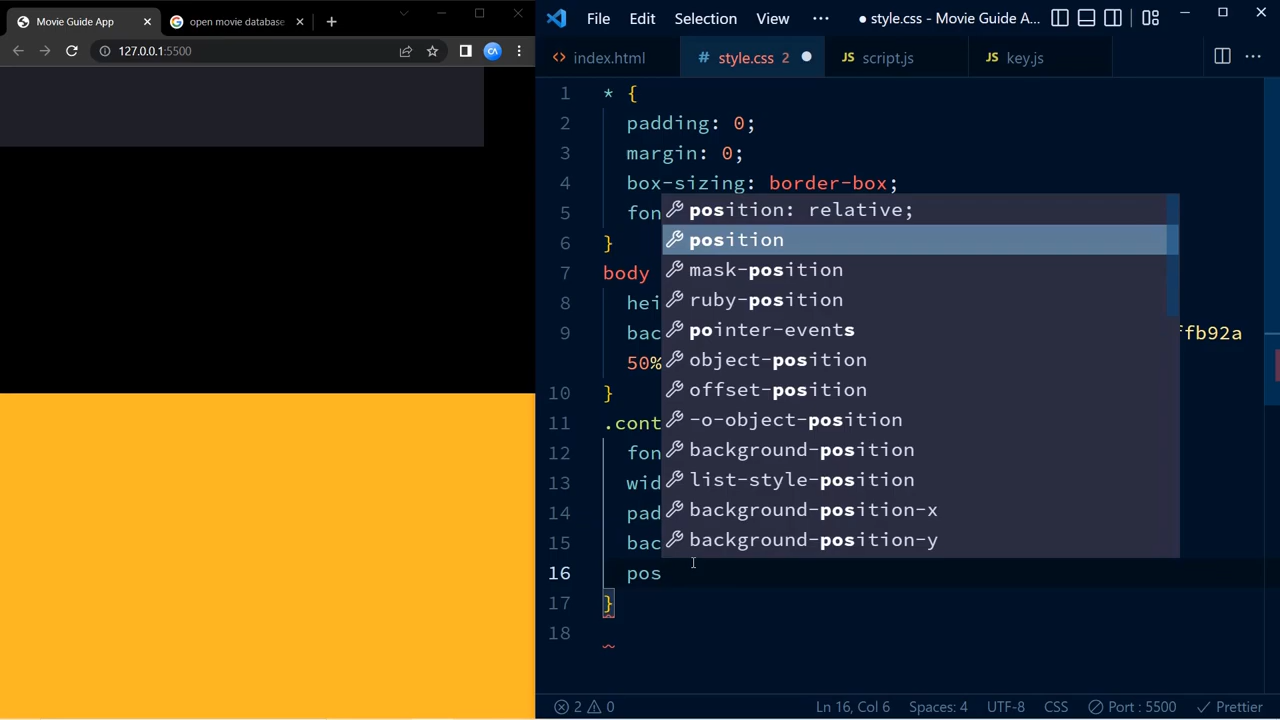 Movie Guide App
open movie database
127.0.0.1:5500
File Edit Selection View ··· ● style.css - Movie Guide A...
<> index.html
# style.css 2 ●
JS script.js
JS key.js
1 * {
2 padding: 0;
3 margin: 0;
4 box-sizing: border-box;
5 fon
6 }
7 body
8 hei
9 bac ffb92a
50%
10 }
11 .cont
12 fon
13 wid
14 pad
15 bac
16 pos
17 }
18
position: relative;
position
mask-position
ruby-position
pointer-events
object-position
offset-position
-o-object-position
background-position
list-style-position
background-position-x
background-position-y
2 0 Ln 16, Col 6 Spaces: 4 UTF-8 CSS Port : 5500 Prettier